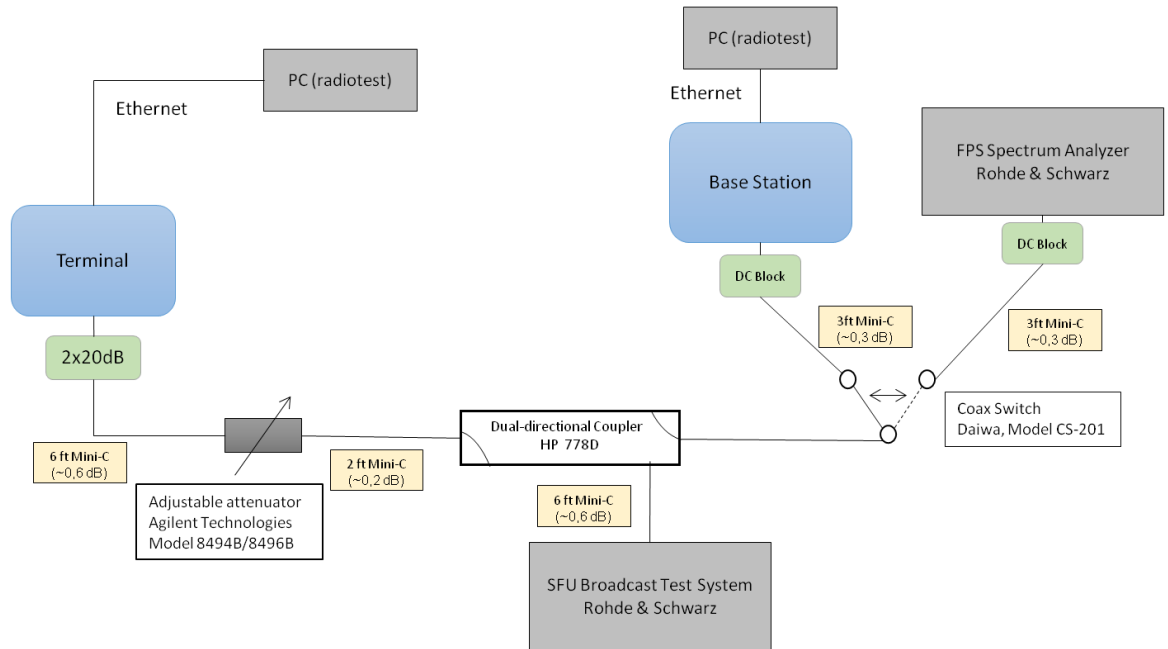 PC (radiotest)
Ethernet
Terminal
2x20dB
6 ft Mini-C
(~0,6 dB)
Adjustable attenuator
Agilent Technologies
Model 8494B/8496B
2 ft Mini-C
(~0,2 dB)
Dual-directional Coupler
HP 778D
6 ft Mini-C
(~0,6 dB)
SFU Broadcast Test System
Rohde & Schwarz
PC (radiotest)
Ethernet
Base Station
DC Block
3ft Mini-C
(~0,3 dB)
FPS Spectrum Analyzer
Rohde & Schwarz
DC Block
3ft Mini-C
(~0,3 dB)
Coax Switch
Daiwa, Model CS-201